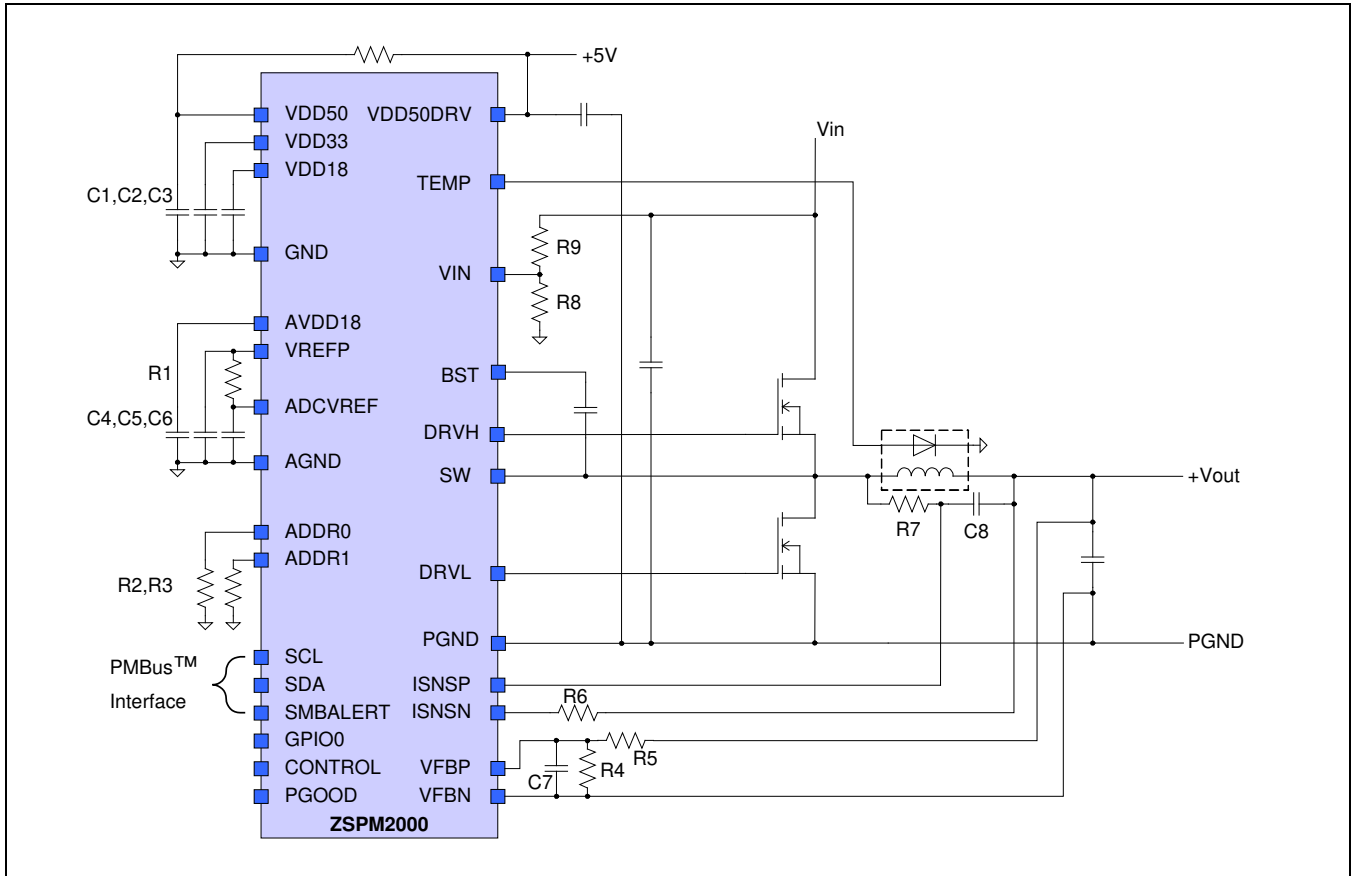 +5V
VDD50 VDD50DRV
VDD33
VDD18
Vin
TEMP
C1,C2,C3
GND
R9
VIN
R8
AVDD18
VREFP
R1
BST
ADCVREF
C4,C5,C6
DRVH
AGND
SW
+Vout
R7
C8
ADDR0
ADDR1
R2,R3
DRVL
PGND
PGND
SCL
PMBus™
Interface
SDA
ISNSP
SMBALERT ISNSN
R6
GPIO0
R5
CONTROL VFBP
C7
R4
PGOOD VFBN
ZSPM2000